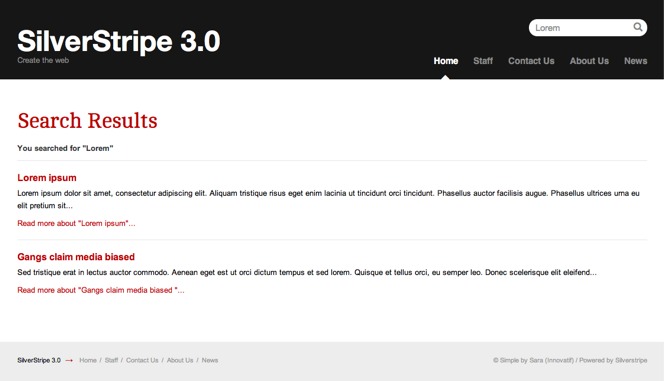 SilverStripe 3.0
Create the web
Lorem
Home Staff Contact Us About Us News
Search Results
You searched for "Lorem"
Lorem ipsum
Lorem ipsum dolor sit amet, consectetur adipiscing elit. Aliquam tristique risus eget enim lacinia ut tincidunt orci tincidunt. Phasellus auctor facilisis augue. Phasellus ultrices urna eu
elit pretium sit...
Read more about "Lorem ipsum"...
Gangs claim media biased
Sed tristique erat in lectus auctor commodo. Aenean eget est ut orci dictum tempus et sed lorem. Quisque et tellus orci, eu semper leo. Donec scelerisque elit eleifend...
Read more about "Gangs claim media biased "...
SilverStripe 3.0 → Home / Staff / Contact Us / About Us / News
© Simple by Sara (Innovatif) / Powered by Silverstripe